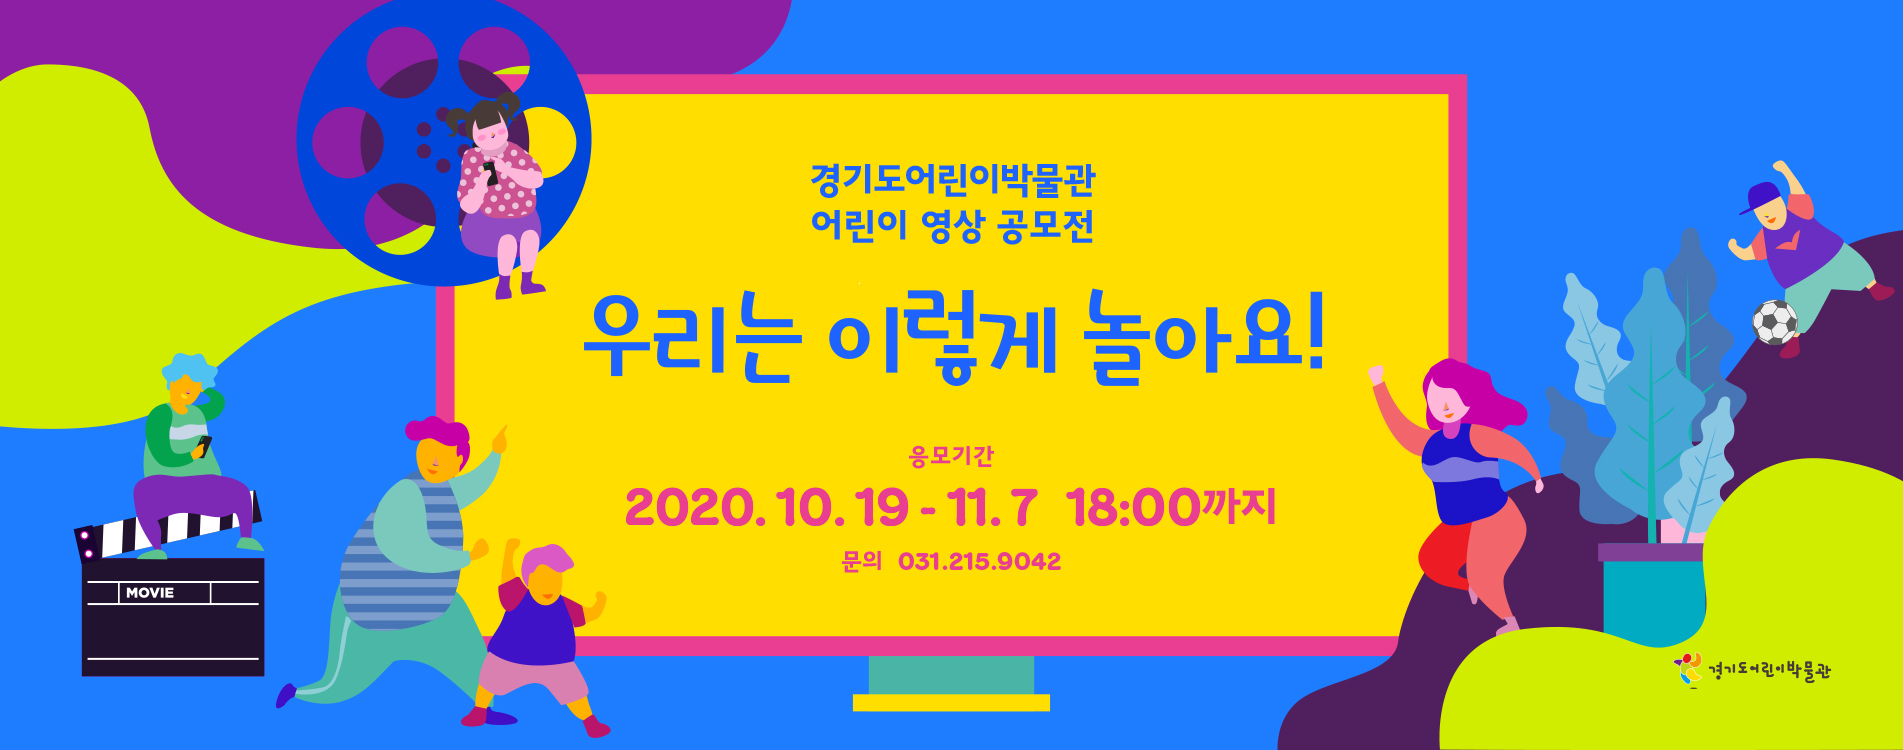 경기도어린이박물관
어린이 영상 공모전
우리는 이렇게 놀아요!
응모기간
2020. 10. 19 - 11. 7 18:00까지
문의 031.215.9042
MOVIE
경기도어린이박물관